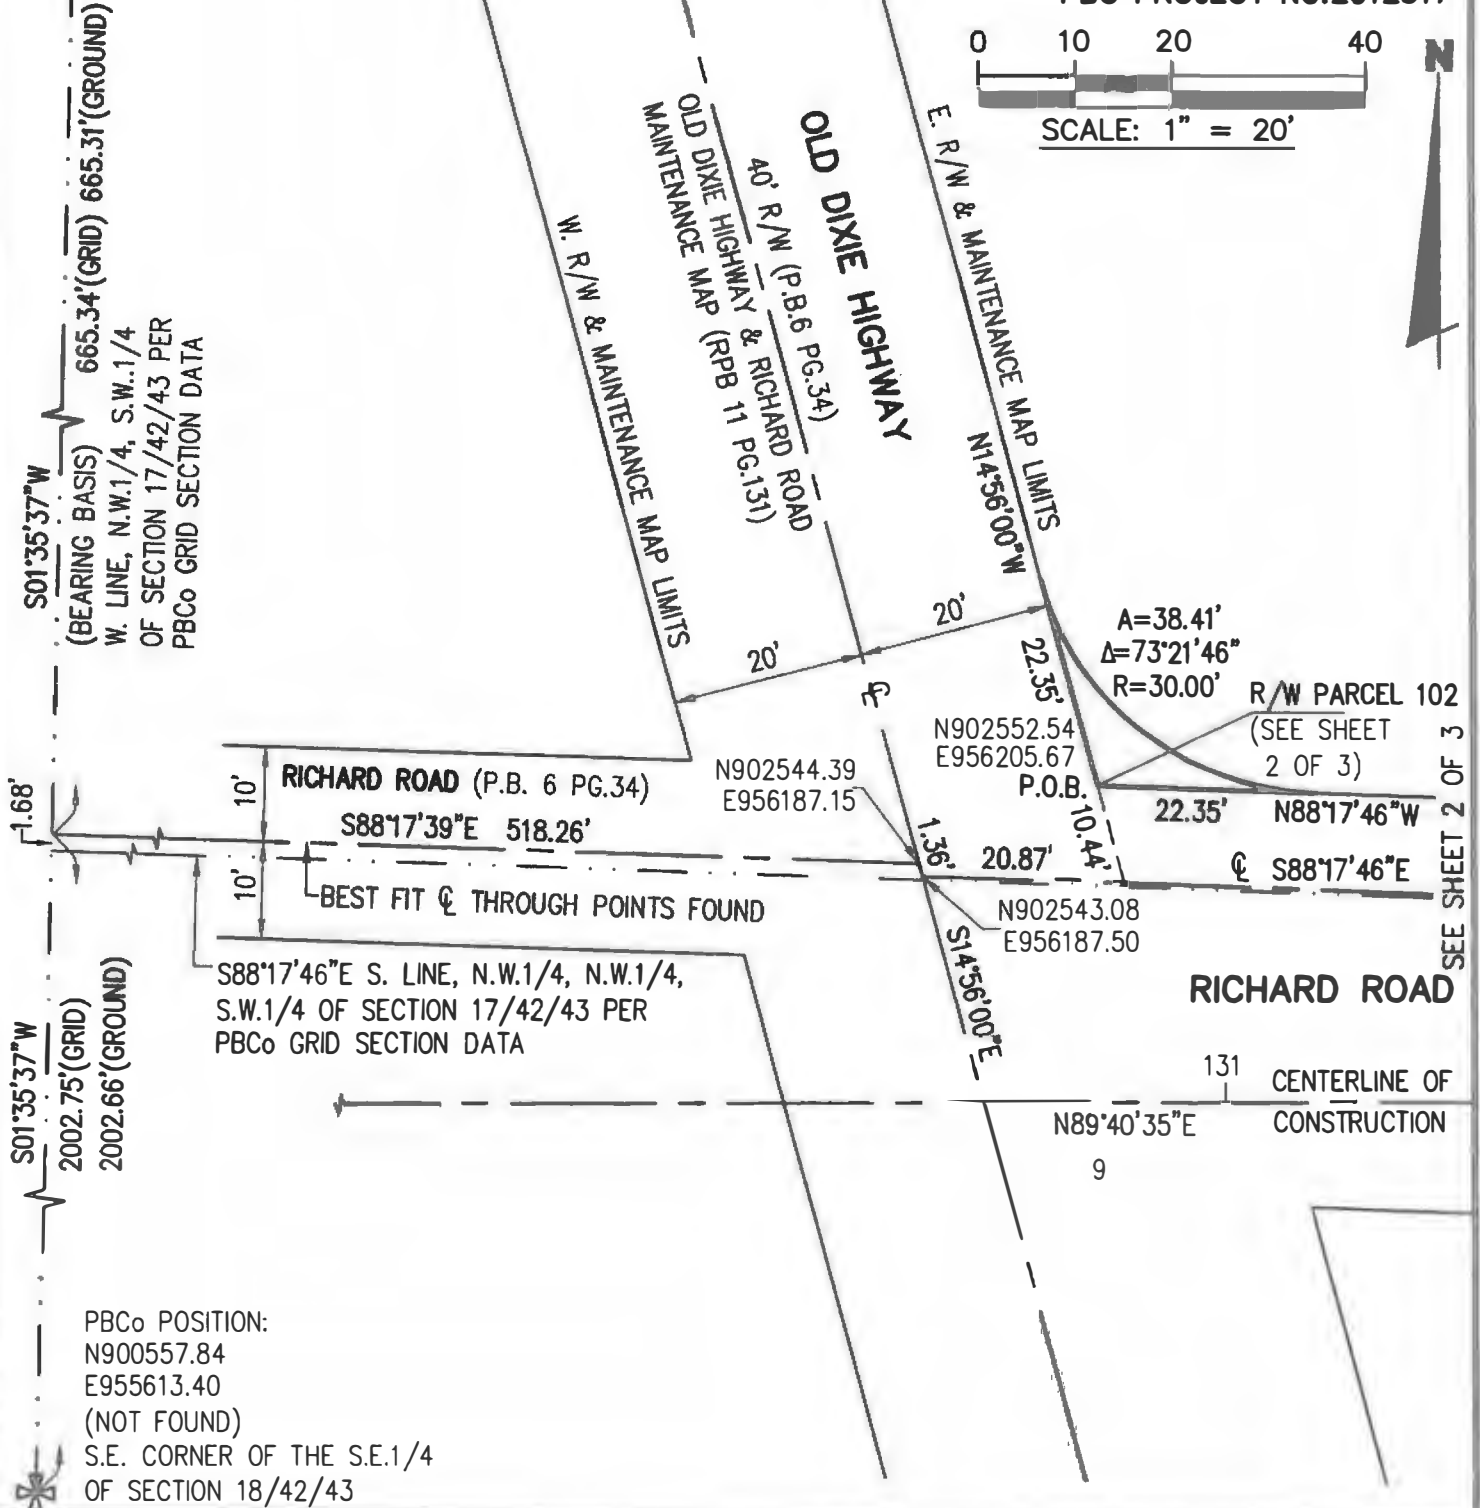 0 10 20 40
SCALE: 1" = 20'
N
665.34'(GRID) 665.31'(GROUND)
S01°35'37"W
(BEARING BASIS)
W. LINE, N.W.1/4, S.W..1/4
OF SECTION 17/42/43 PER
PBCo GRID SECTION DATA
W. R/W & MAINTENANCE MAP LIMITS
OLD DIXIE HIGHWAY
40' R/W (P.B.6 PG.34)
OLD DIXIE HIGHWAY & RICHARD ROAD
MAINTENANCE MAP (RPB 11 PG.131)
E. R/W & MAINTENANCE MAP LIMITS
N14°56'00"W
20'
20'
22.35'
A=38.41'
Δ=73°21'46"
R=30.00'
R/W PARCEL 102
(SEE SHEET
2 OF 3)
N902552.54
E956205.67
P.O.B.
N902544.39
E956187.15
22.35' N88°17'46"W
10.44'
1.36'
20.87'
℄ S88°17'46"E
SEE SHEET 2 OF 3
1.68'
10'
10'
RICHARD ROAD (P.B. 6 PG.34)
S88°17'39"E 518.26'
BEST FIT ℄ THROUGH POINTS FOUND
N902543.08
E956187.50
S14°56'00"E
RICHARD ROAD
S88°17'46"E S. LINE, N.W.1/4, N.W.1/4,
S.W.1/4 OF SECTION 17/42/43 PER
PBCo GRID SECTION DATA
S01°35'37"W
2002.75'(GRID)
2002.66'(GROUND)
131
CENTERLINE OF
CONSTRUCTION
N89°40'35"E
9
PBCo POSITION:
N900557.84
E955613.40
(NOT FOUND)
S.E. CORNER OF THE S.E.1/4
OF SECTION 18/42/43